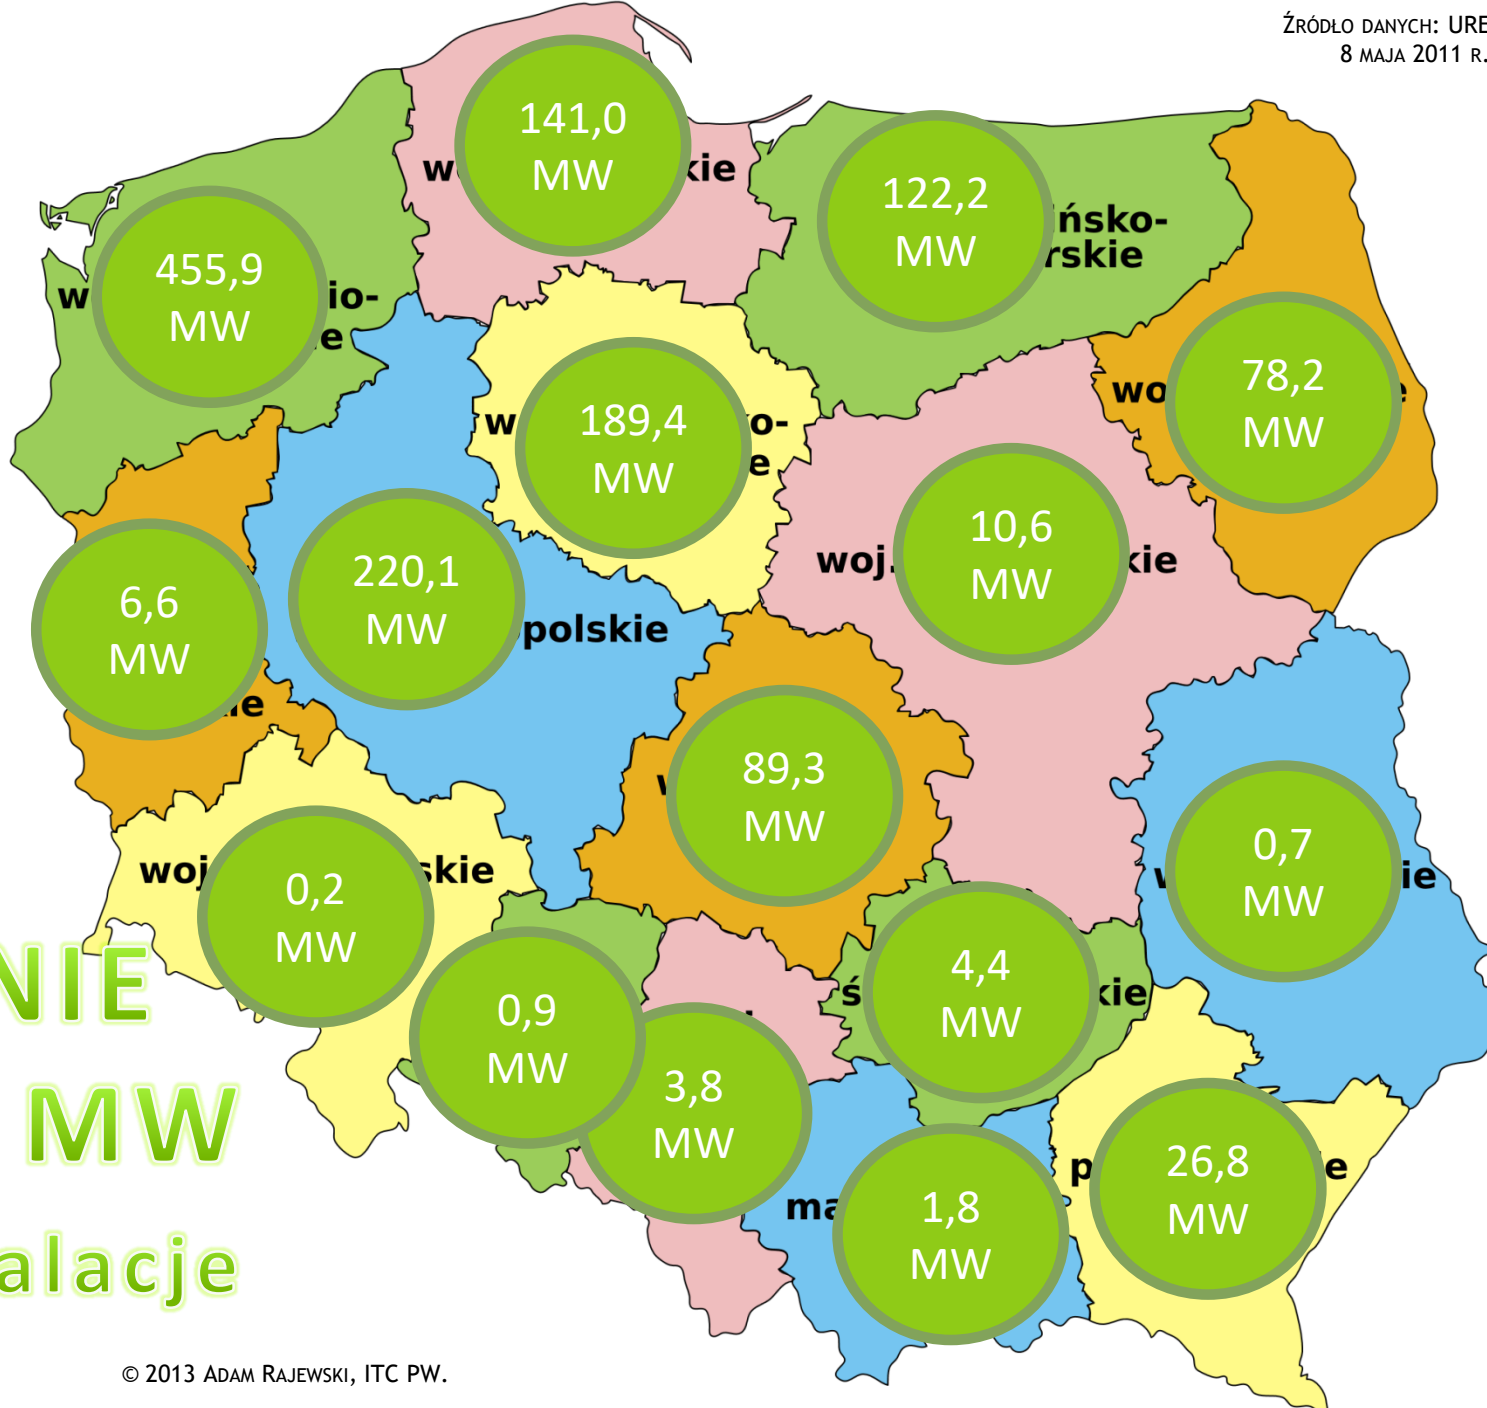 ŹRÓDŁO DANYCH: URE
8 MAJA 2011 R.
141,0
MW
kie
122,2
MW
ińsko-
rskie
455,9
MW
io-
e
78,2
MW
wo
e
189,4
MW
o-
e
10,6
MW
woj.
kie
220,1
MW
polskie
6,6
MW
ie
89,3
MW
0,7
MW
ie
woj
skie
0,2
MW
4,4
MW
ś
kie
NIE
0,9
MW
3,8
MW
MW
26,8
MW
p
e
ma
1,8
MW
alacje
© 2013 ADAM RAJEWSKI, ITC PW.